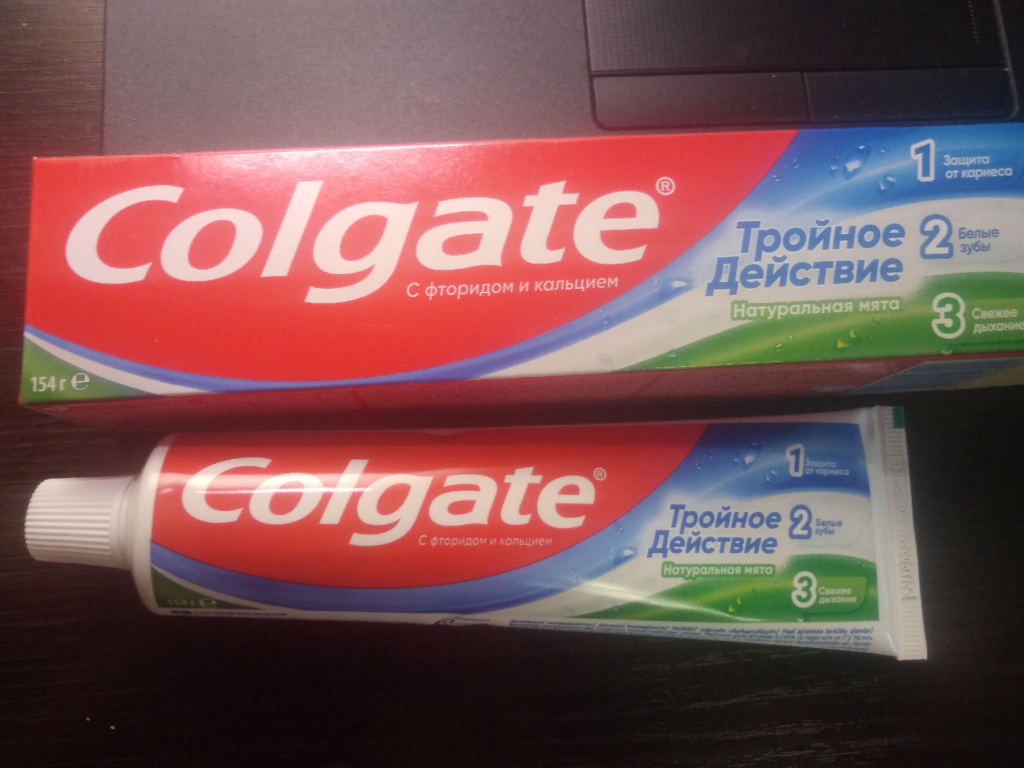 Colgate®
С фторидом и кальцием
Тройное
Действие
Натуральная мята
1 Защита
от кариеса
2 Белые
зубы
3 Свежее
дыхание
154 г ℮
Colgate®
С фторидом и кальцием
Тройное
Действие
Натуральная мята
1 Защита
от кариеса
2 Белые
зубы
3 Свежее
дыхание
154 г ℮